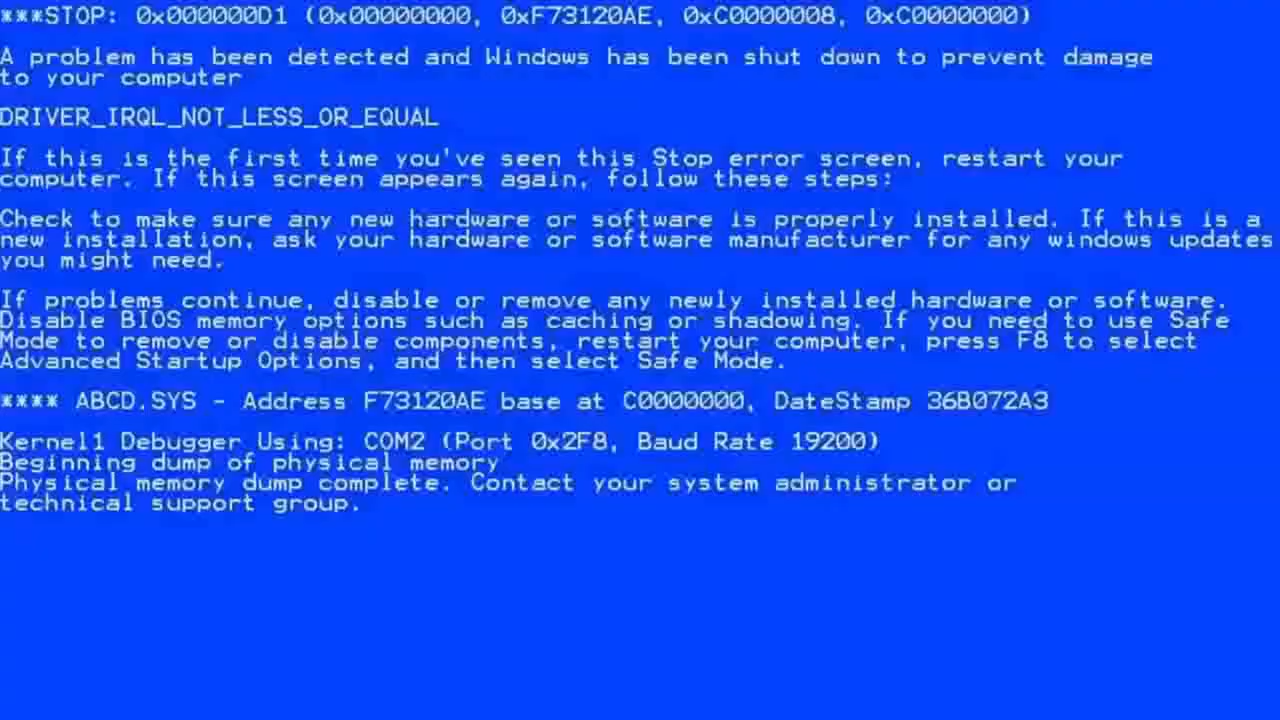 ***STOP: 0x000000D1 (0x00000000, 0xF73120AE, 0xC0000008, 0xC0000000)
A problem has been detected and Windows has been shut down to prevent damage
to your computer
DRIVER_IRQL_NOT_LESS_OR_EQUAL
If this is the first time you've seen this Stop error screen, restart your
computer. If this screen appears again, follow these steps:
Check to make sure any new hardware or software is properly installed. If this is a
new installation, ask your hardware or software manufacturer for any windows updates
you might need.
If problems continue, disable or remove any newly installed hardware or software.
Disable BIOS memory options such as caching or shadowing. If you need to use Safe
Mode to remove or disable components, restart your computer, press F8 to select
Advanced Startup Options, and then select Safe Mode.
**** ABCD.SYS - Address F73120AE base at C0000000, DateStamp 36B072A3
Kernel1 Debugger Using: COM2 (Port 0x2F8, Baud Rate 19200)
Beginning dump of physical memory
Physical memory dump complete. Contact your system administrator or
technical support group.